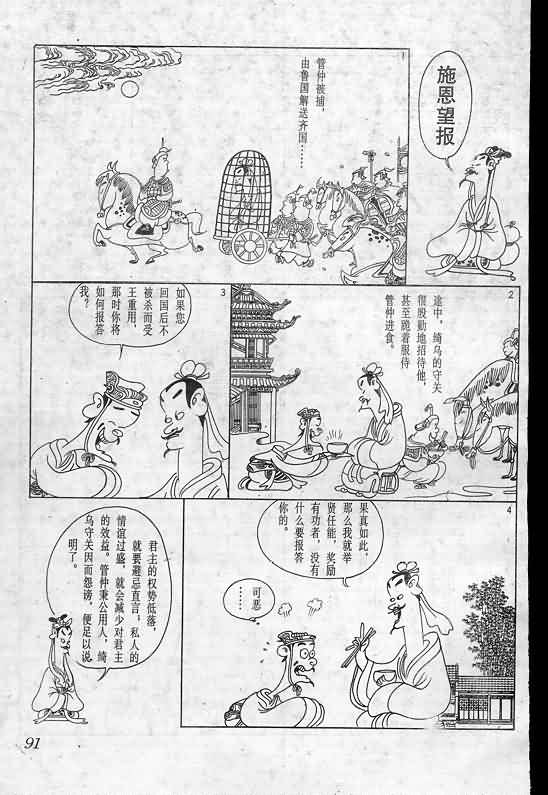 施恩望报
1
管仲被捕,
由鲁国解送齐国……
2
途中,绮乌的守关
很殷勤地招待他,
甚至跪着服侍
管仲进食。
3
如果您
回国后不
被杀而受
王重用,
那时你将
如何报答
我?
4
果真如此,
那么我就举
贤任能,奖励
有功者,没有
什么要报答
你的。
可恶
……
君主的权势低落,
就要避忌直言,私人的
情谊过盛,就会减少对君主
的效益。管仲秉公用人,绮
乌守关因而怨谤,便足以说
明了。
91